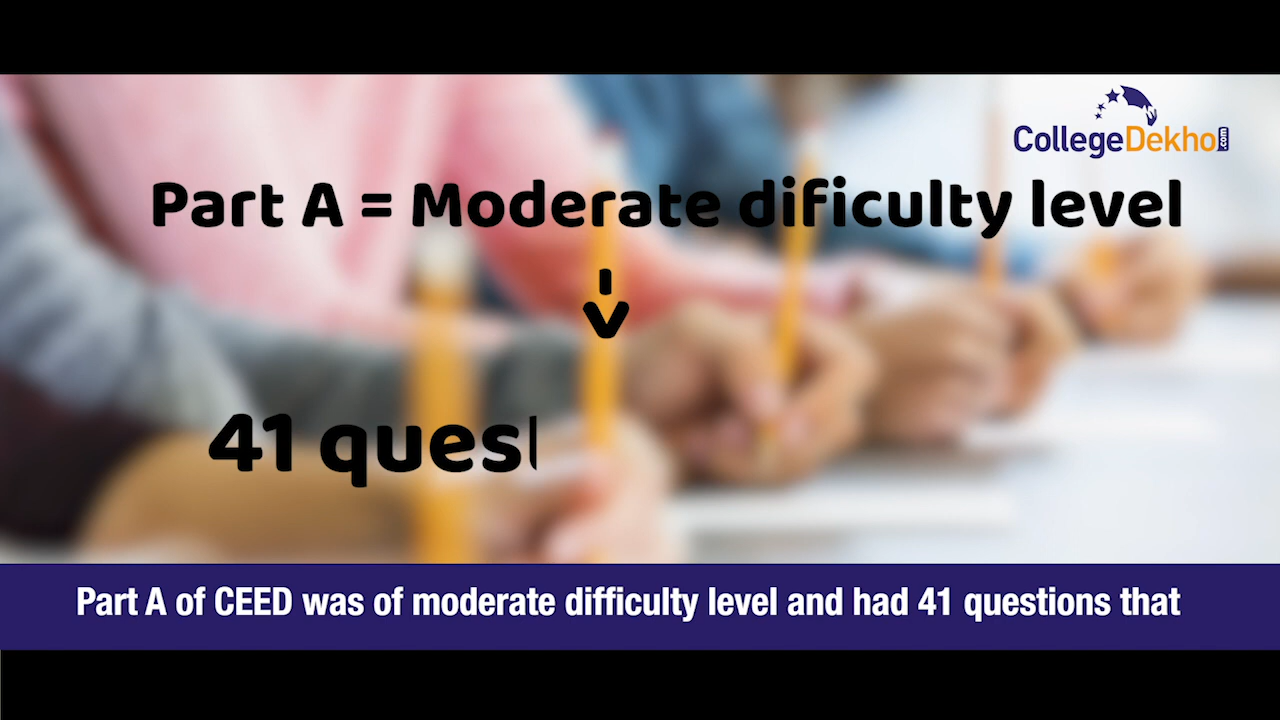 CollegeDekho.com
Part A = Moderate dificulty level
41 ques
Part A of CEED was of moderate difficulty level and had 41 questions that